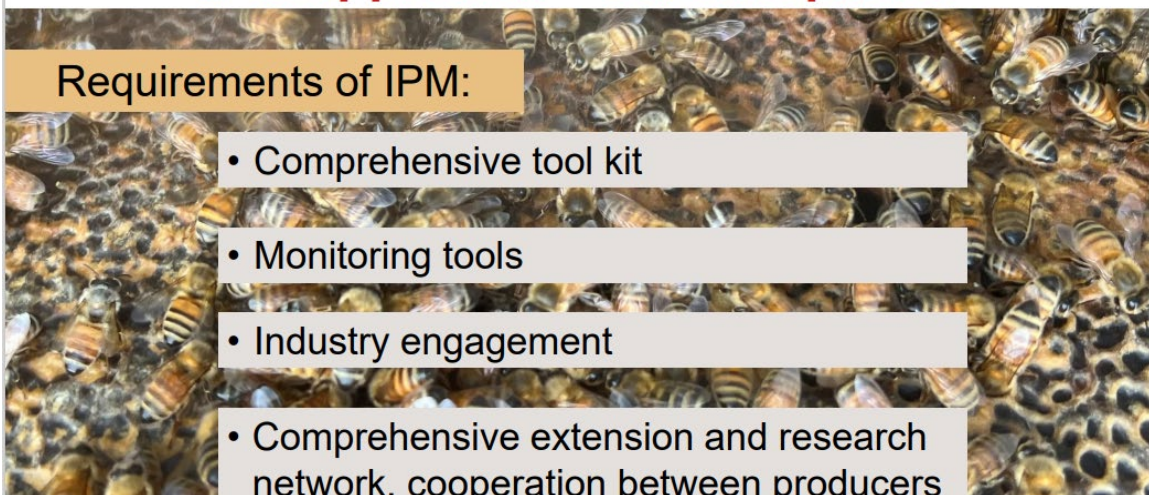 Requirements of IPM:
• Comprehensive tool kit
• Monitoring tools
• Industry engagement
• Comprehensive extension and research
network, cooperation between producers